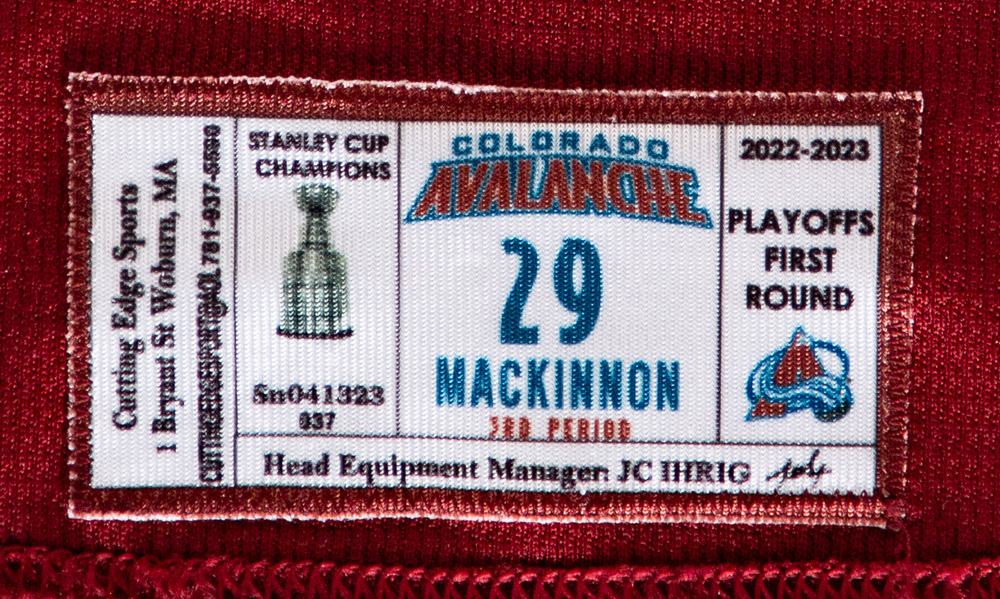 Cutting Edge Sports
1 Bryant St Woburn, MA
STANLEY CUP
CHAMPIONS
Sn041323
937
COLORADO
AVALANCHE
29
MACKINNON
3RD PERIOD
2022-2023
PLAYOFFS
FIRST
ROUND
Head Equipment Manager: JC IHRIG